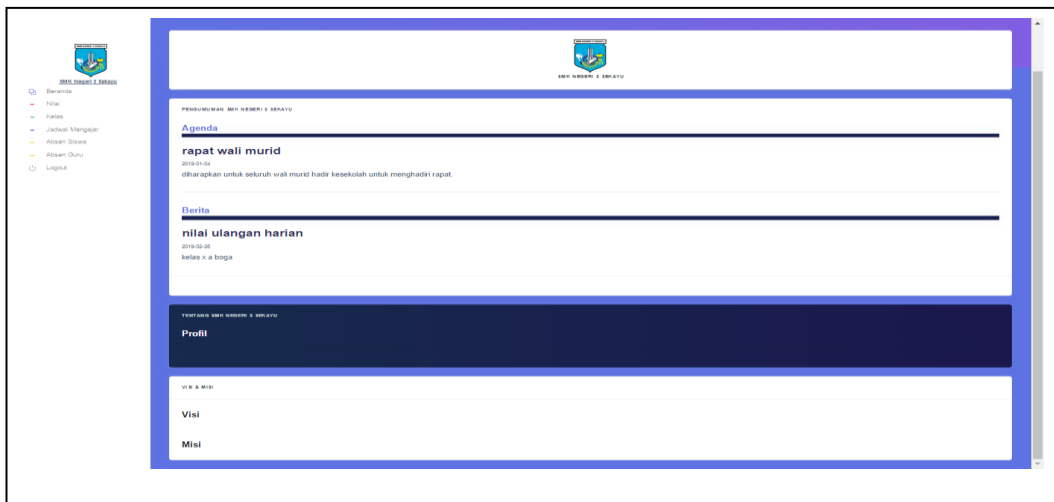 SMK Negeri 3 Sekayu
Beranda
Nilai
Kelas
Jadwal Mengajar
Absen Siswa
Absen Guru
Logout
SMK NEGERI 3 SEKAYU
PENGUMUMAN SMK NEGERI 3 SEKAYU
Agenda
rapat wali murid
2019-01-04
diharapkan untuk seluruh wali murid hadir kesekolah untuk menghadiri rapat.
Berita
nilai ulangan harian
2019-02-28
kelas x a boga
TENTANG SMK NEGERI 3 SEKAYU
Profil
VISI & MISI
Visi
Misi